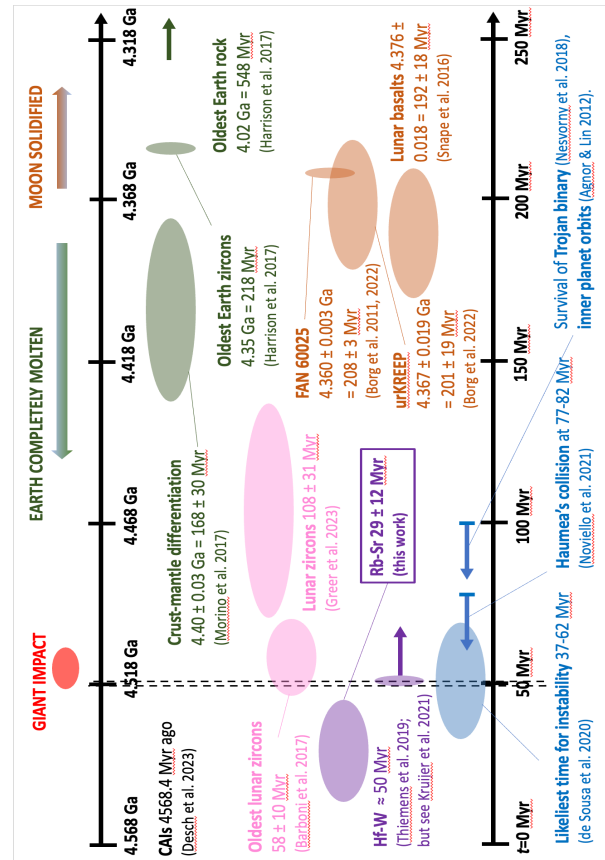 GIANT IMPACT
EARTH COMPLETELY MOLTEN
MOON SOLIDIFIED
4.568 Ga
4.518 Ga
4.468 Ga
4.418 Ga
4.368 Ga
4.318 Ga
CAIs 4568.4 Myr ago
(Desch et al. 2023)
Crust-mantle differentiation
4.40 ± 0.03 Ga = 168 ± 30 Myr
(Morino et al. 2017)
Oldest Earth zircons
4.35 Ga = 218 Myr
(Harrison et al. 2017)
Oldest Earth rock
4.02 Ga = 548 Myr
(Harrison et al. 2017)
Oldest lunar zircons
58 ± 10 Myr
(Barboni et al. 2017)
Lunar zircons 108 ± 31 Myr
(Greer et al. 2023)
FAN 60025
4.360 ± 0.003 Ga
= 208 ± 3 Myr
(Borg et al. 2011, 2022)
urKREEP
4.367 ± 0.019 Ga
= 201 ± 19 Myr
(Borg et al. 2022)
Lunar basalts 4.376 ±
0.018 = 192 ± 18 Myr
(Snape et al. 2016)
Rb-Sr 29 ± 12 Myr
(this work)
Hf-W ≈ 50 Myr
(Thiemens et al. 2019;
but see Kruijer et al. 2021)
t=0 Myr
50 Myr
100 Myr
150 Myr
200 Myr
250 Myr
Likeliest time for instability 37-62 Myr
(de Sousa et al. 2020)
Haumea's collision at 77-82 Myr
(Noviello et al. 2021)
Survival of Trojan binary (Nesvorny et al. 2018),
inner planet orbits (Agnor & Lin 2012).